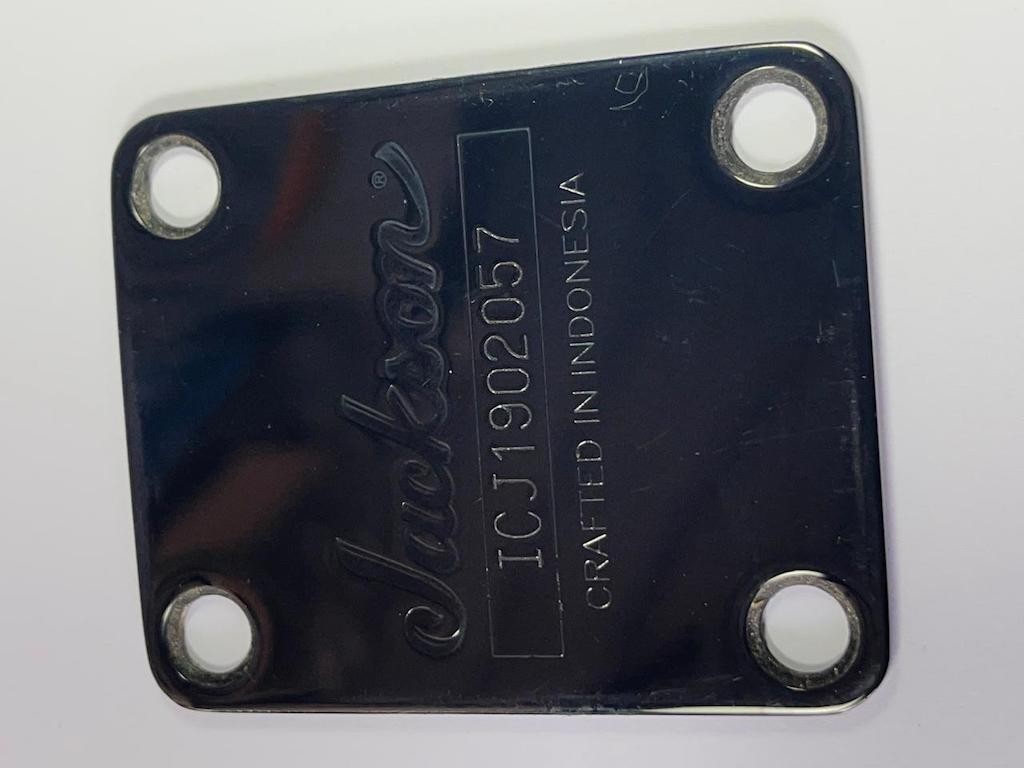 Jackson®
ICJ1902057
CRAFTED IN INDONESIA